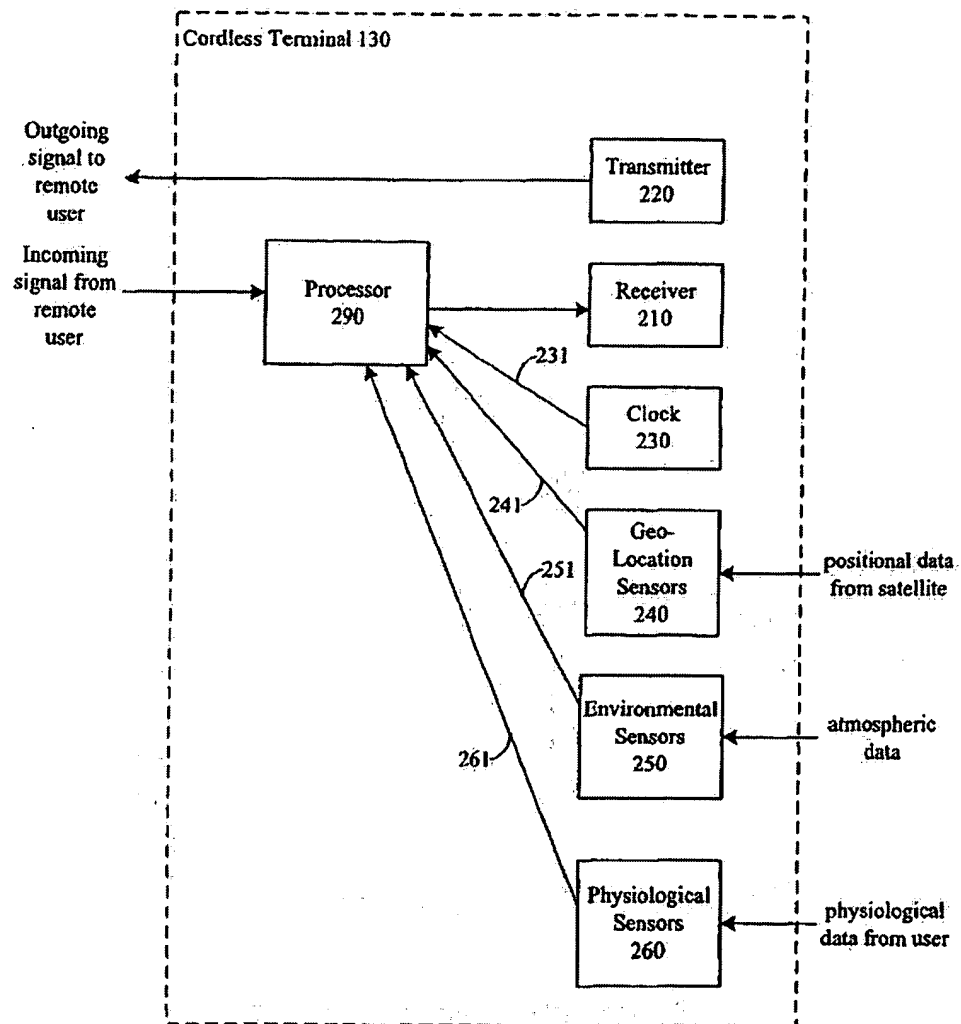 Cordless Terminal 130
Outgoing
signal to
remote
user
Transmitter
220
Incoming
signal from
remote
user
Processor
290
Receiver
210
231
Clock
230
241
Geo-
Location
Sensors
240
positional data
from satellite
251
Environmental
Sensors
250
atmospheric
data
261
Physiological
Sensors
260
physiological
data from user